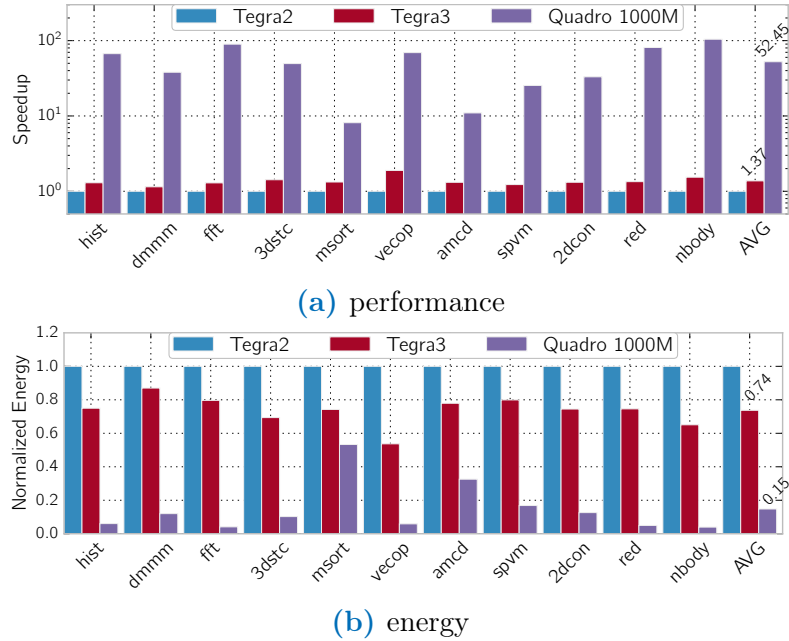 Tegra2 Tegra3 Quadro 1000M
Speedup
10²
10¹
10⁰
52.45
1.37
hist dmmm fft 3dstc msort vecop amcd spvm 2dcon red nbody AVG
(a) performance
Tegra2 Tegra3 Quadro 1000M
Normalized Energy
1.2
1.0
0.8
0.6
0.4
0.2
0.0
0.74
0.15
hist dmmm fft 3dstc msort vecop amcd spvm 2dcon red nbody AVG
(b) energy